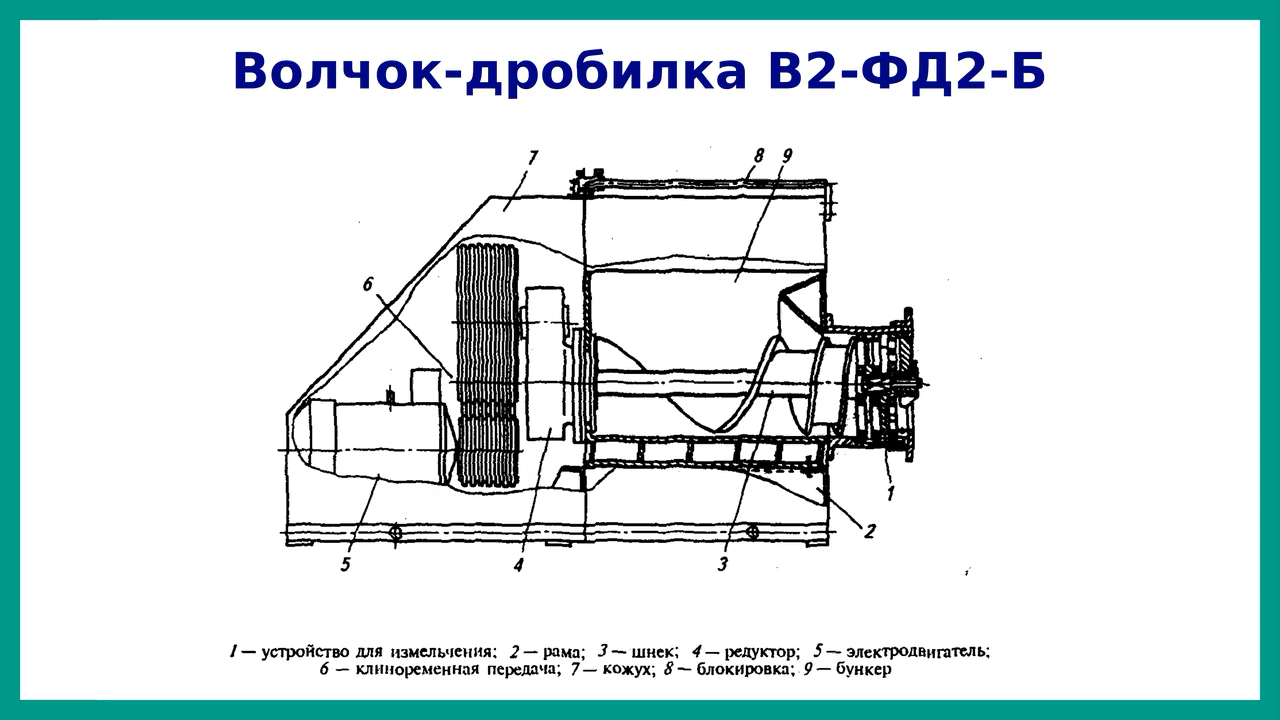 Волчок-дробилка В2-ФД2-Б
7
8 9
6
1
2
5
4
3
1 — устройство для измельчения; 2 — рама; 3 — шнек; 4 — редуктор; 5 — электродвигатель;
6 — клиноременная передача; 7 — кожух; 8 — блокировка; 9 — бункер